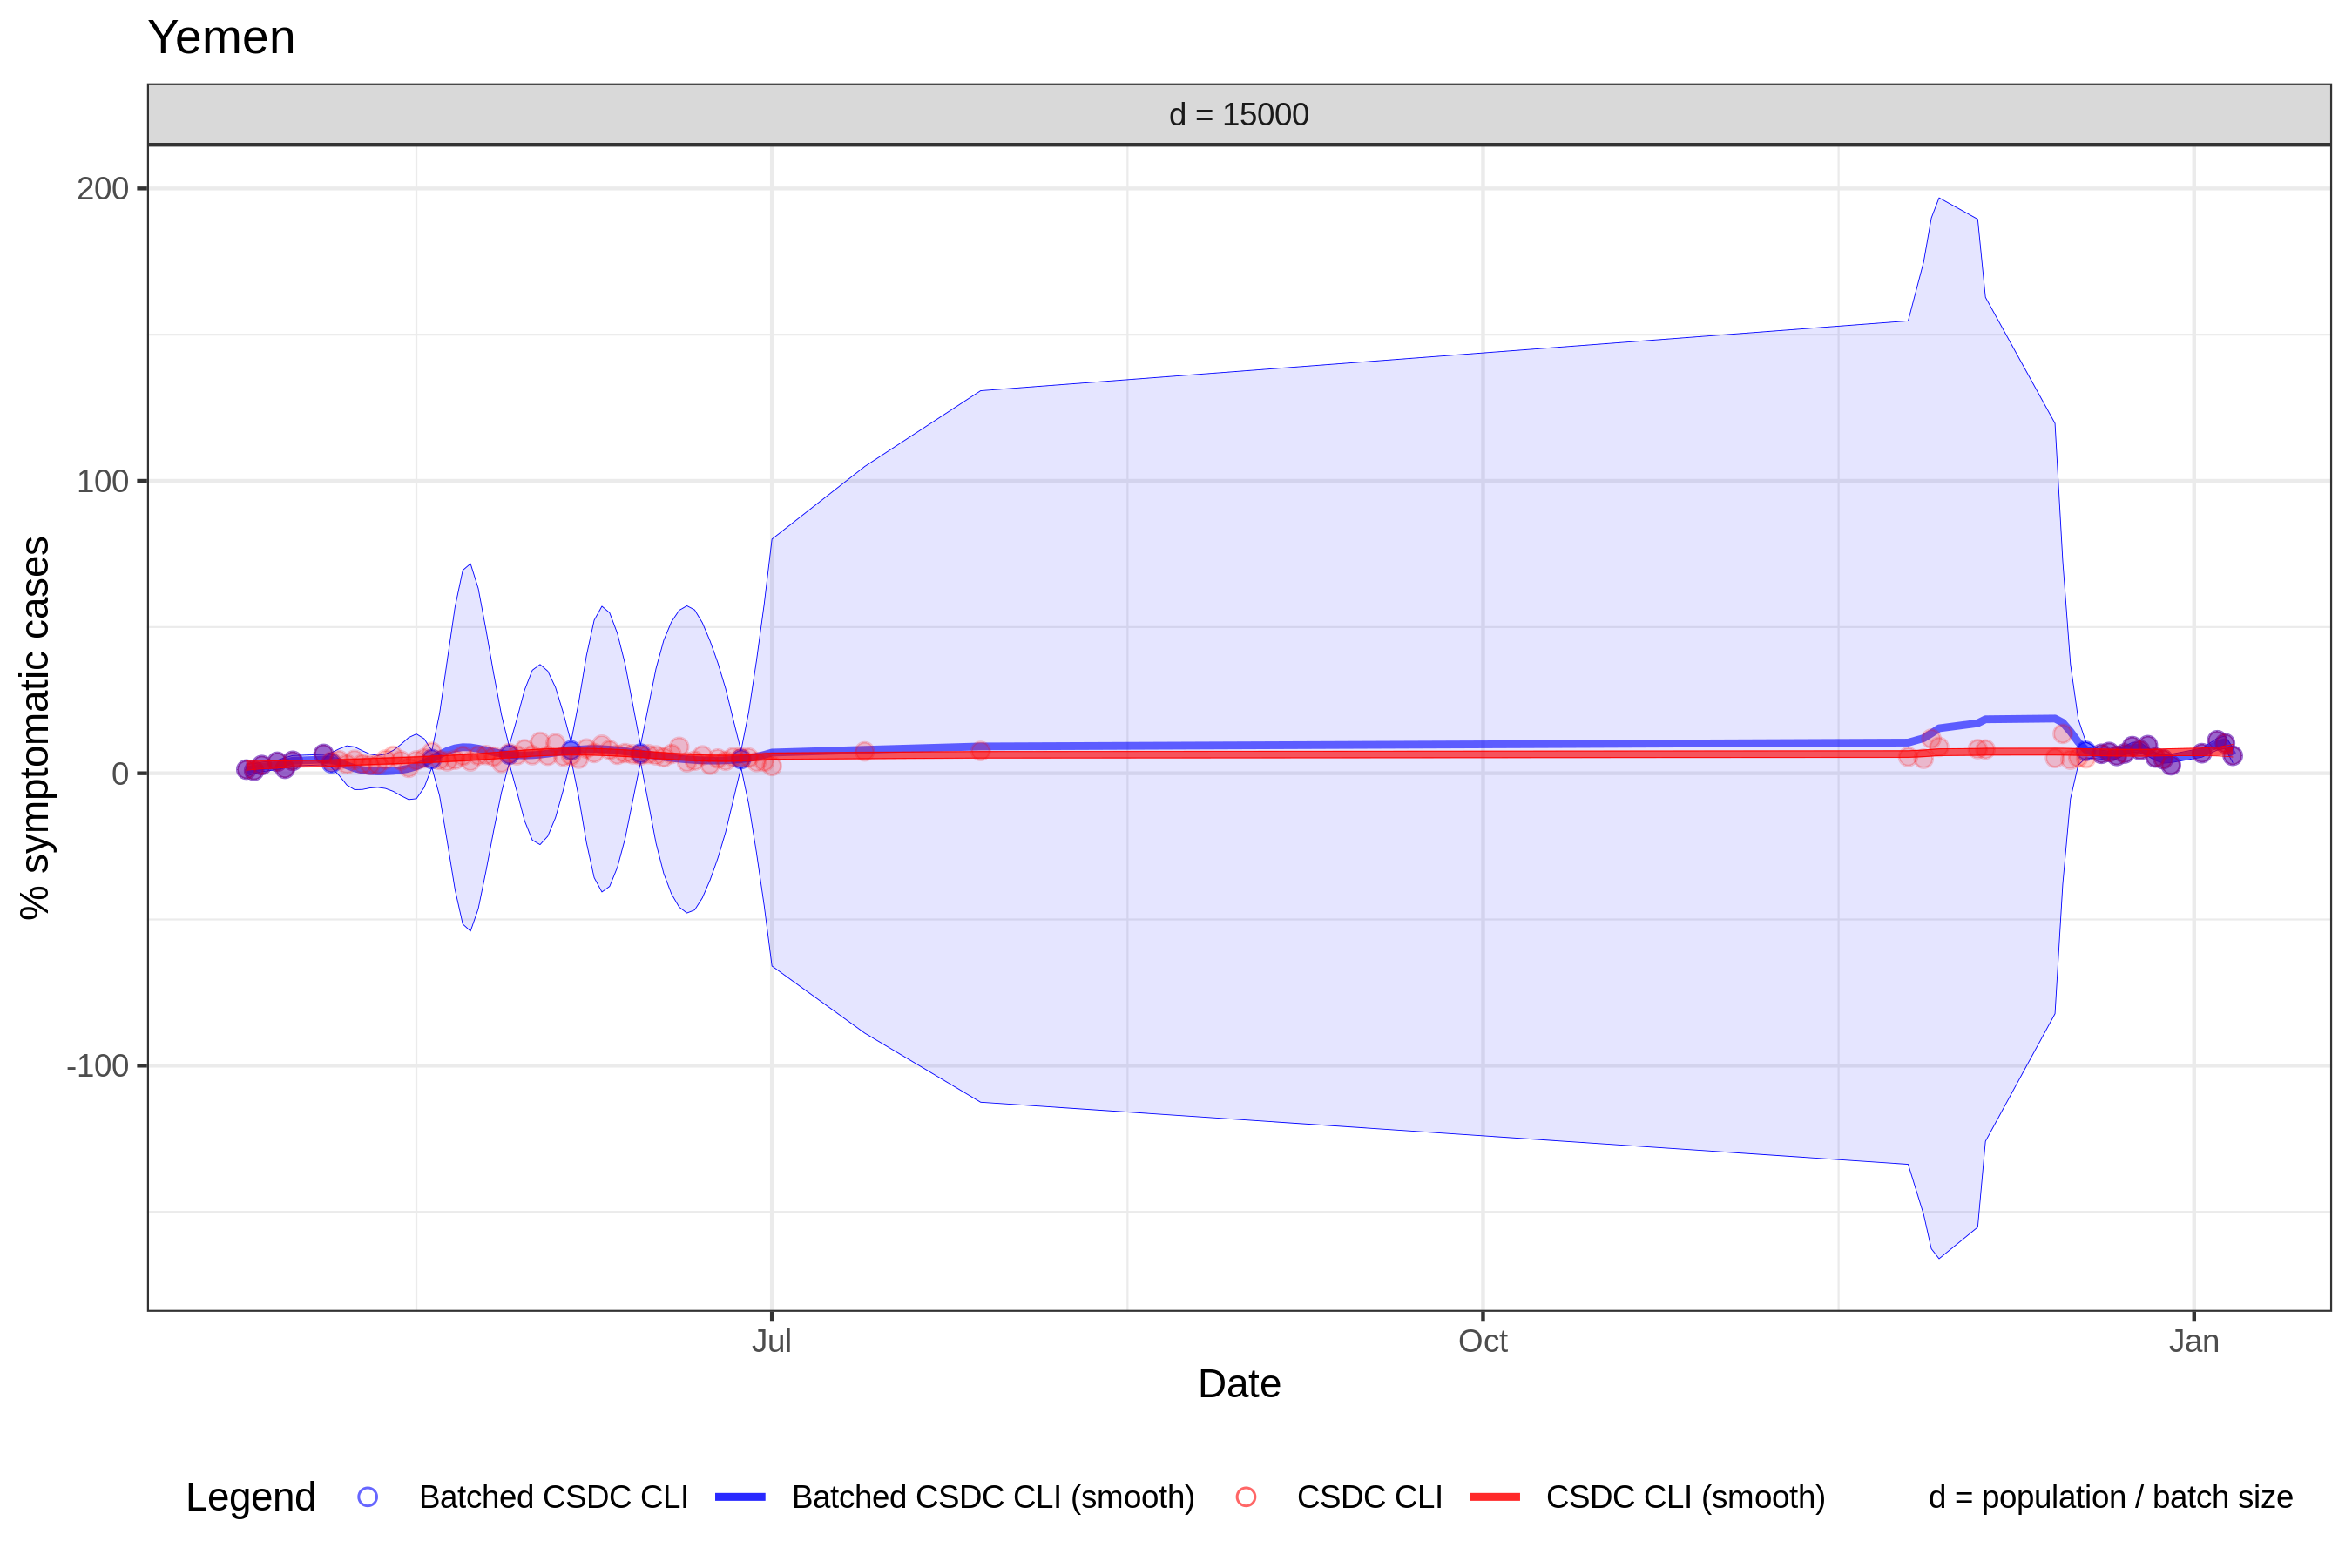 Yemen
d = 15000
200
100
0
-100
% symptomatic cases
Jul
Oct
Jan
Date
Legend
Batched CSDC CLI
Batched CSDC CLI (smooth)
CSDC CLI
CSDC CLI (smooth)
d = population / batch size